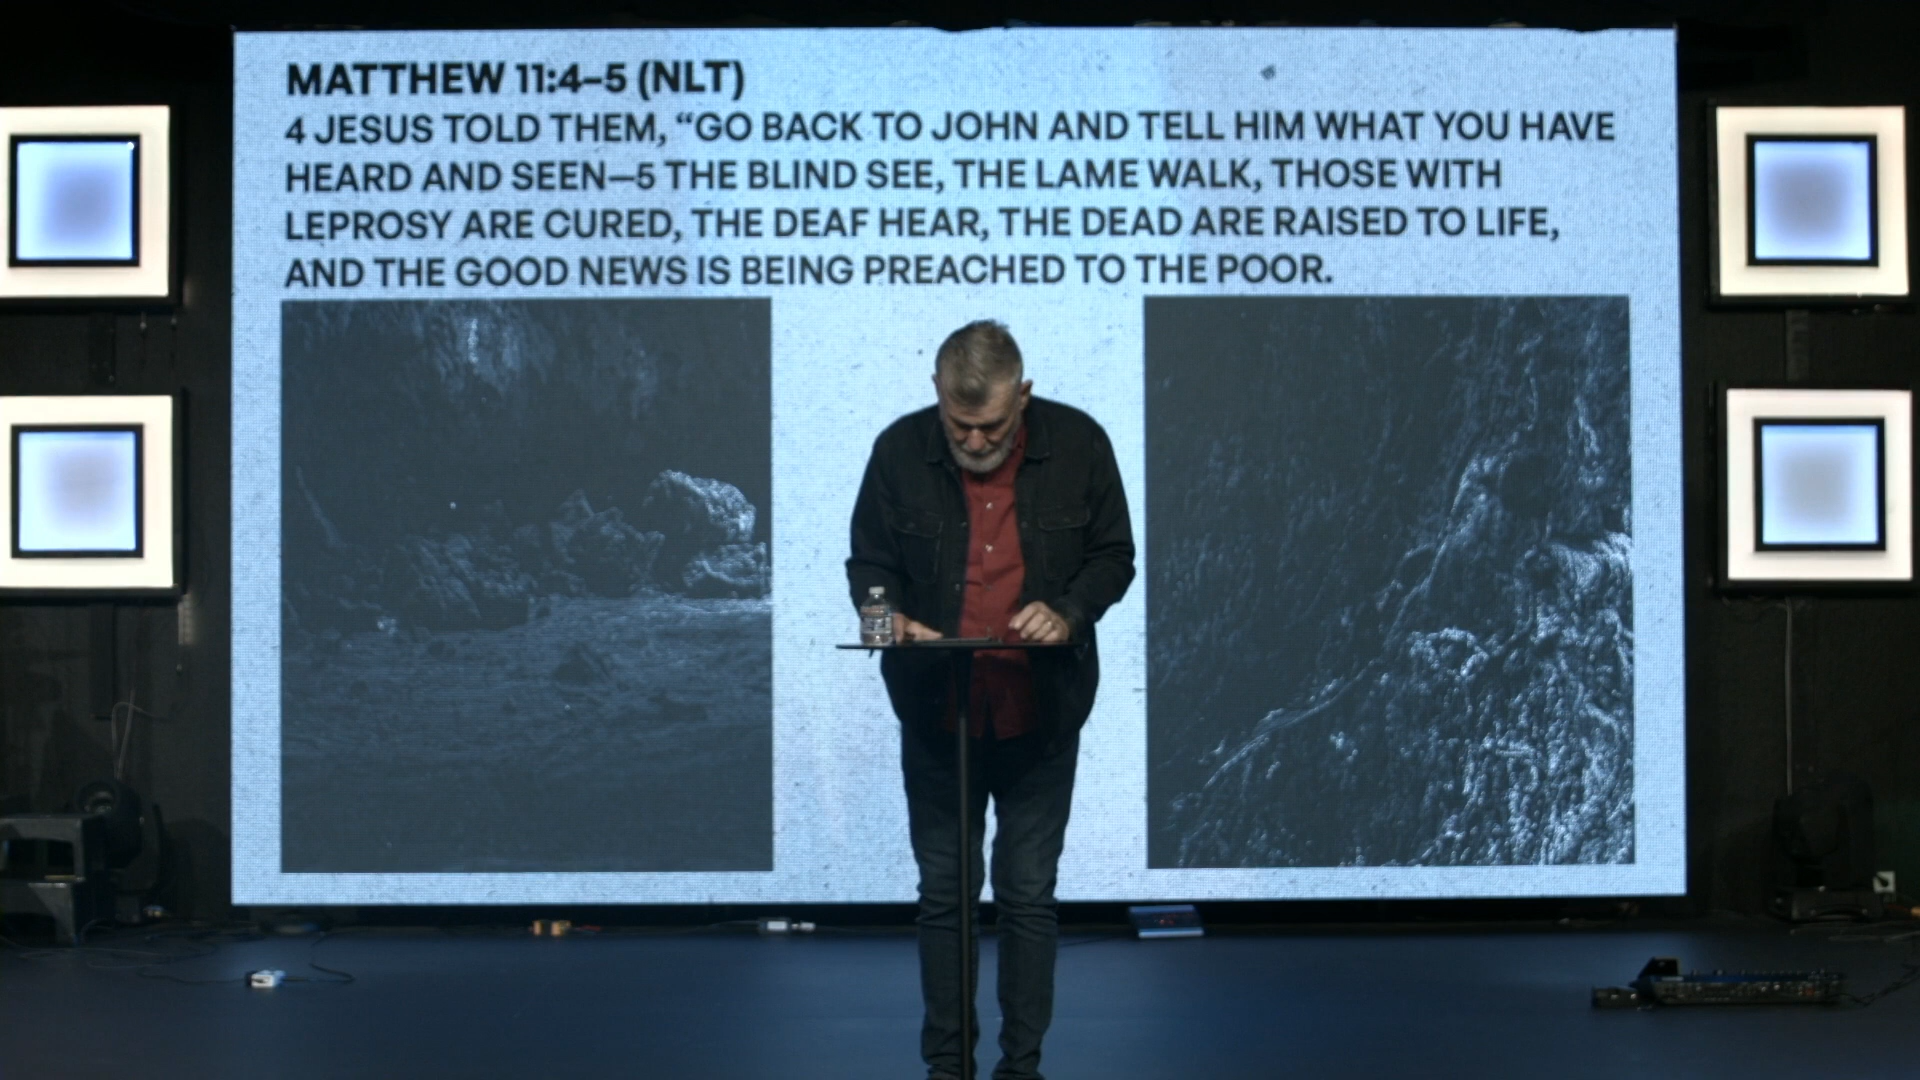 MATTHEW 11:4–5 (NLT)
4 JESUS TOLD THEM, “GO BACK TO JOHN AND TELL HIM WHAT YOU HAVE
HEARD AND SEEN—5 THE BLIND SEE, THE LAME WALK, THOSE WITH
LEPROSY ARE CURED, THE DEAF HEAR, THE DEAD ARE RAISED TO LIFE,
AND THE GOOD NEWS IS BEING PREACHED TO THE POOR.